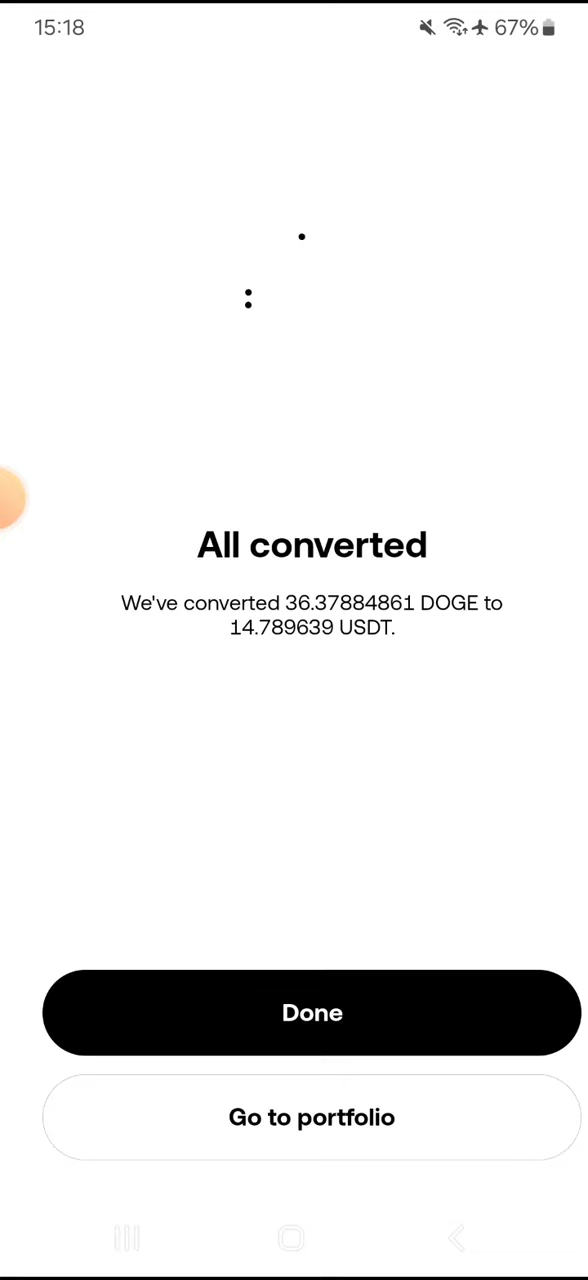 15:18 67%
All converted
We've converted 36.37884861 DOGE to
14.789639 USDT.
Done
Go to portfolio